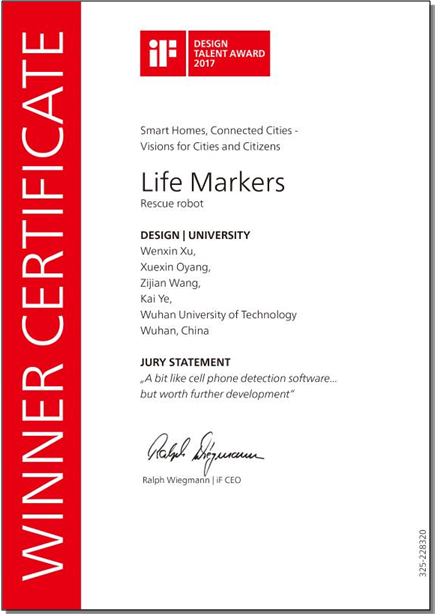 WINNER CERTIFICATE
iF
DESIGN
TALENT AWARD
2017
Smart Homes, Connected Cities -
Visions for Cities and Citizens
Life Markers
Rescue robot
DESIGN | UNIVERSITY
Wenxin Xu,
Xuexin Oyang,
Zijian Wang,
Kai Ye,
Wuhan University of Technology
Wuhan, China
JURY STATEMENT
„A bit like cell phone detection software...
but worth further development“
Ralph Wiegmann
Ralph Wiegmann | iF CEO
325-228320